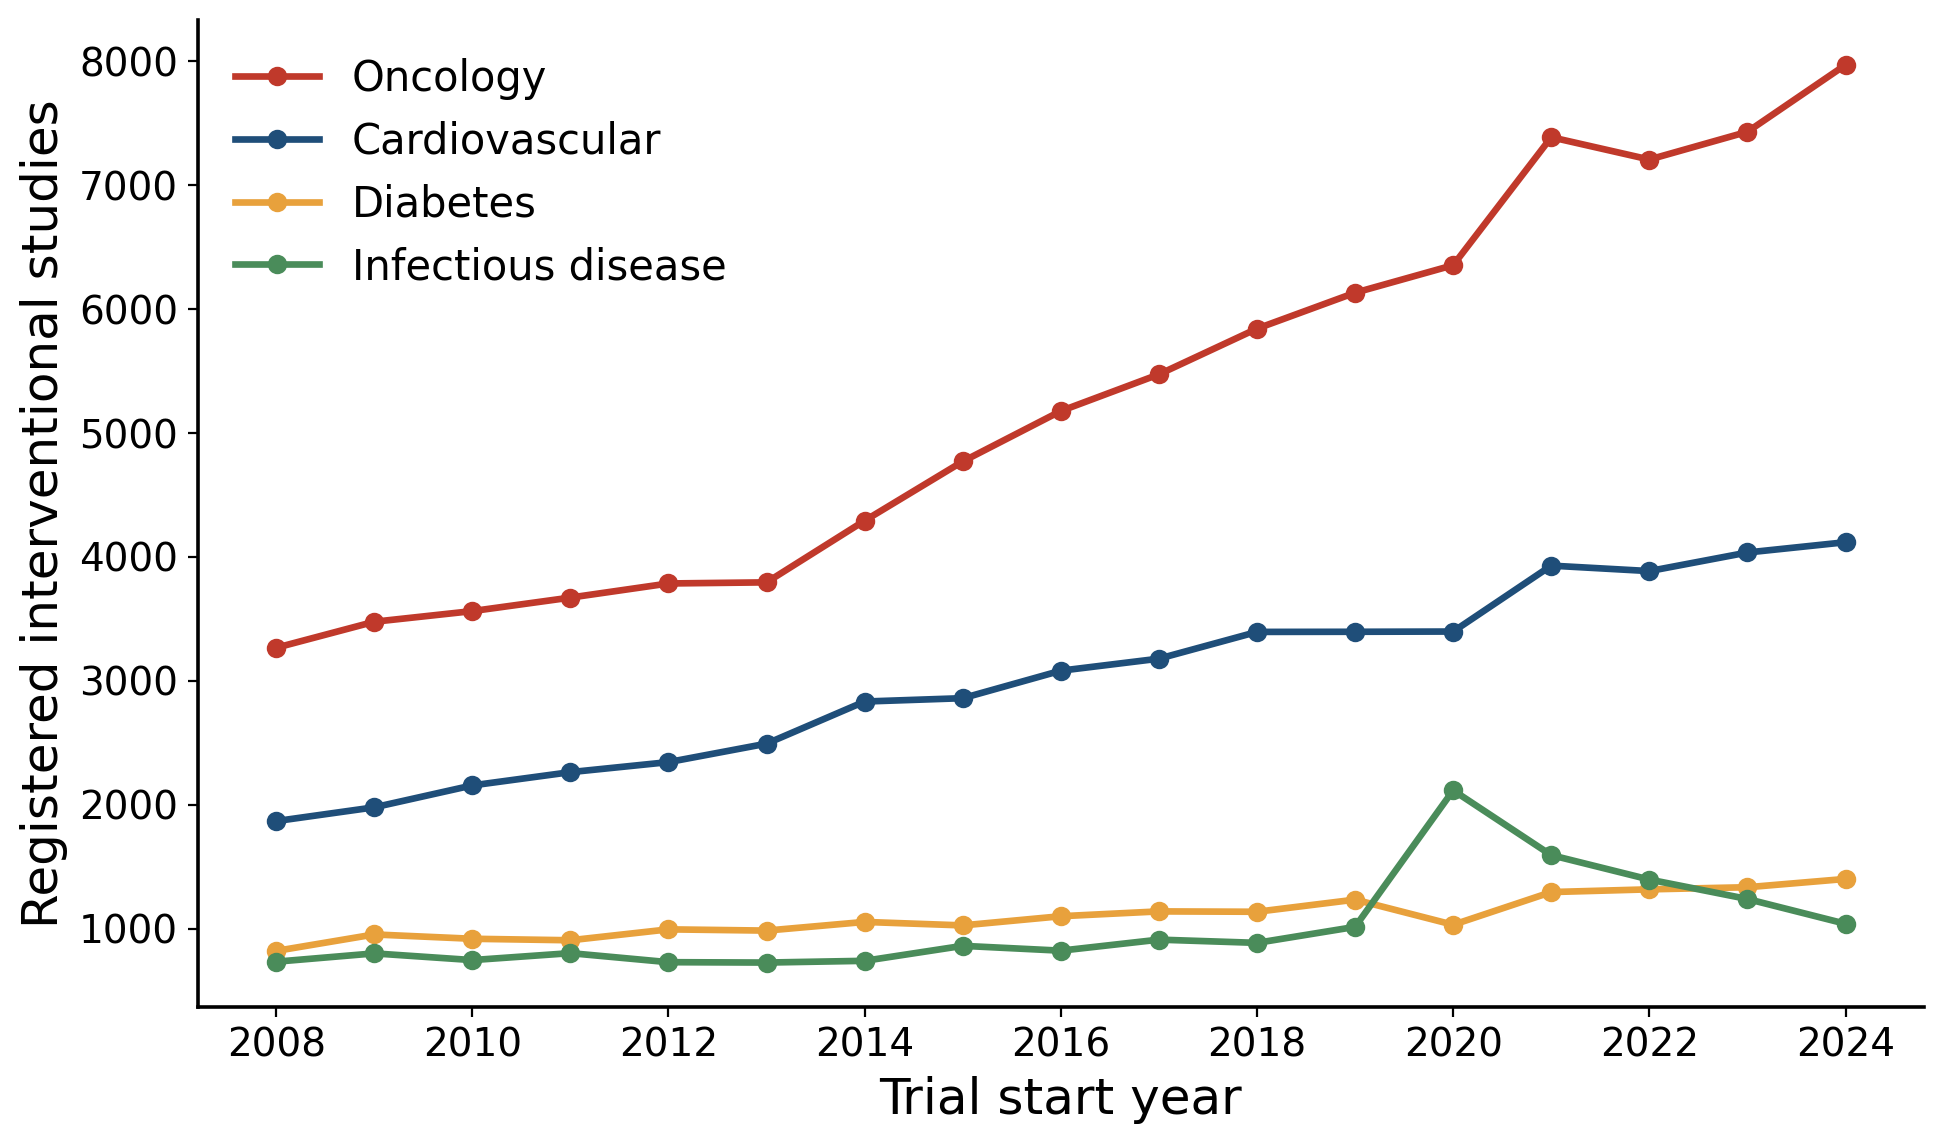 Registered interventional studies
8000
7000
6000
5000
4000
3000
2000
1000
Oncology
Cardiovascular
Diabetes
Infectious disease
2008 2010 2012 2014 2016 2018 2020 2022 2024
Trial start year